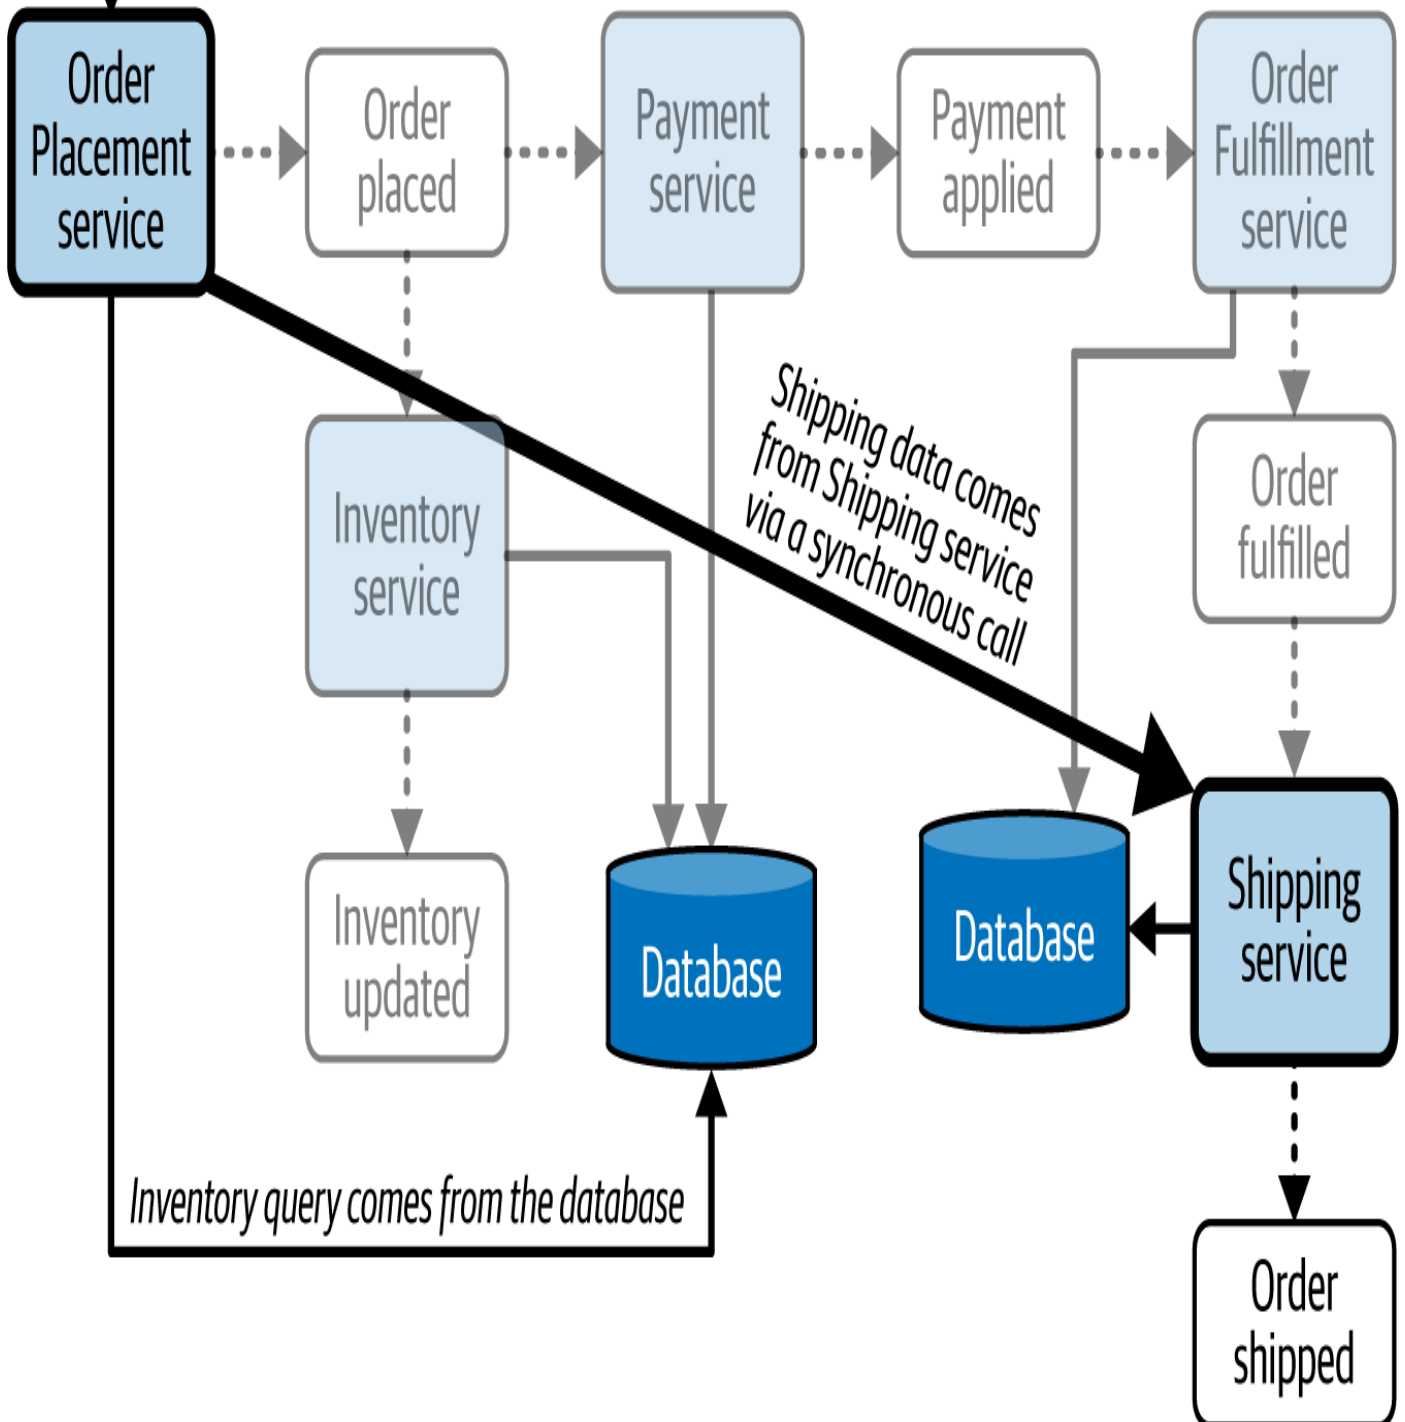 Order
Placement
service
Order
placed
Payment
service
Payment
applied
Order
Fulfillment
service
Shipping data comes
from Shipping service
via a synchronous call
Inventory
service
Order
fulfilled
Inventory
updated
Database
Database
Shipping
service
Inventory query comes from the database
Order
shipped